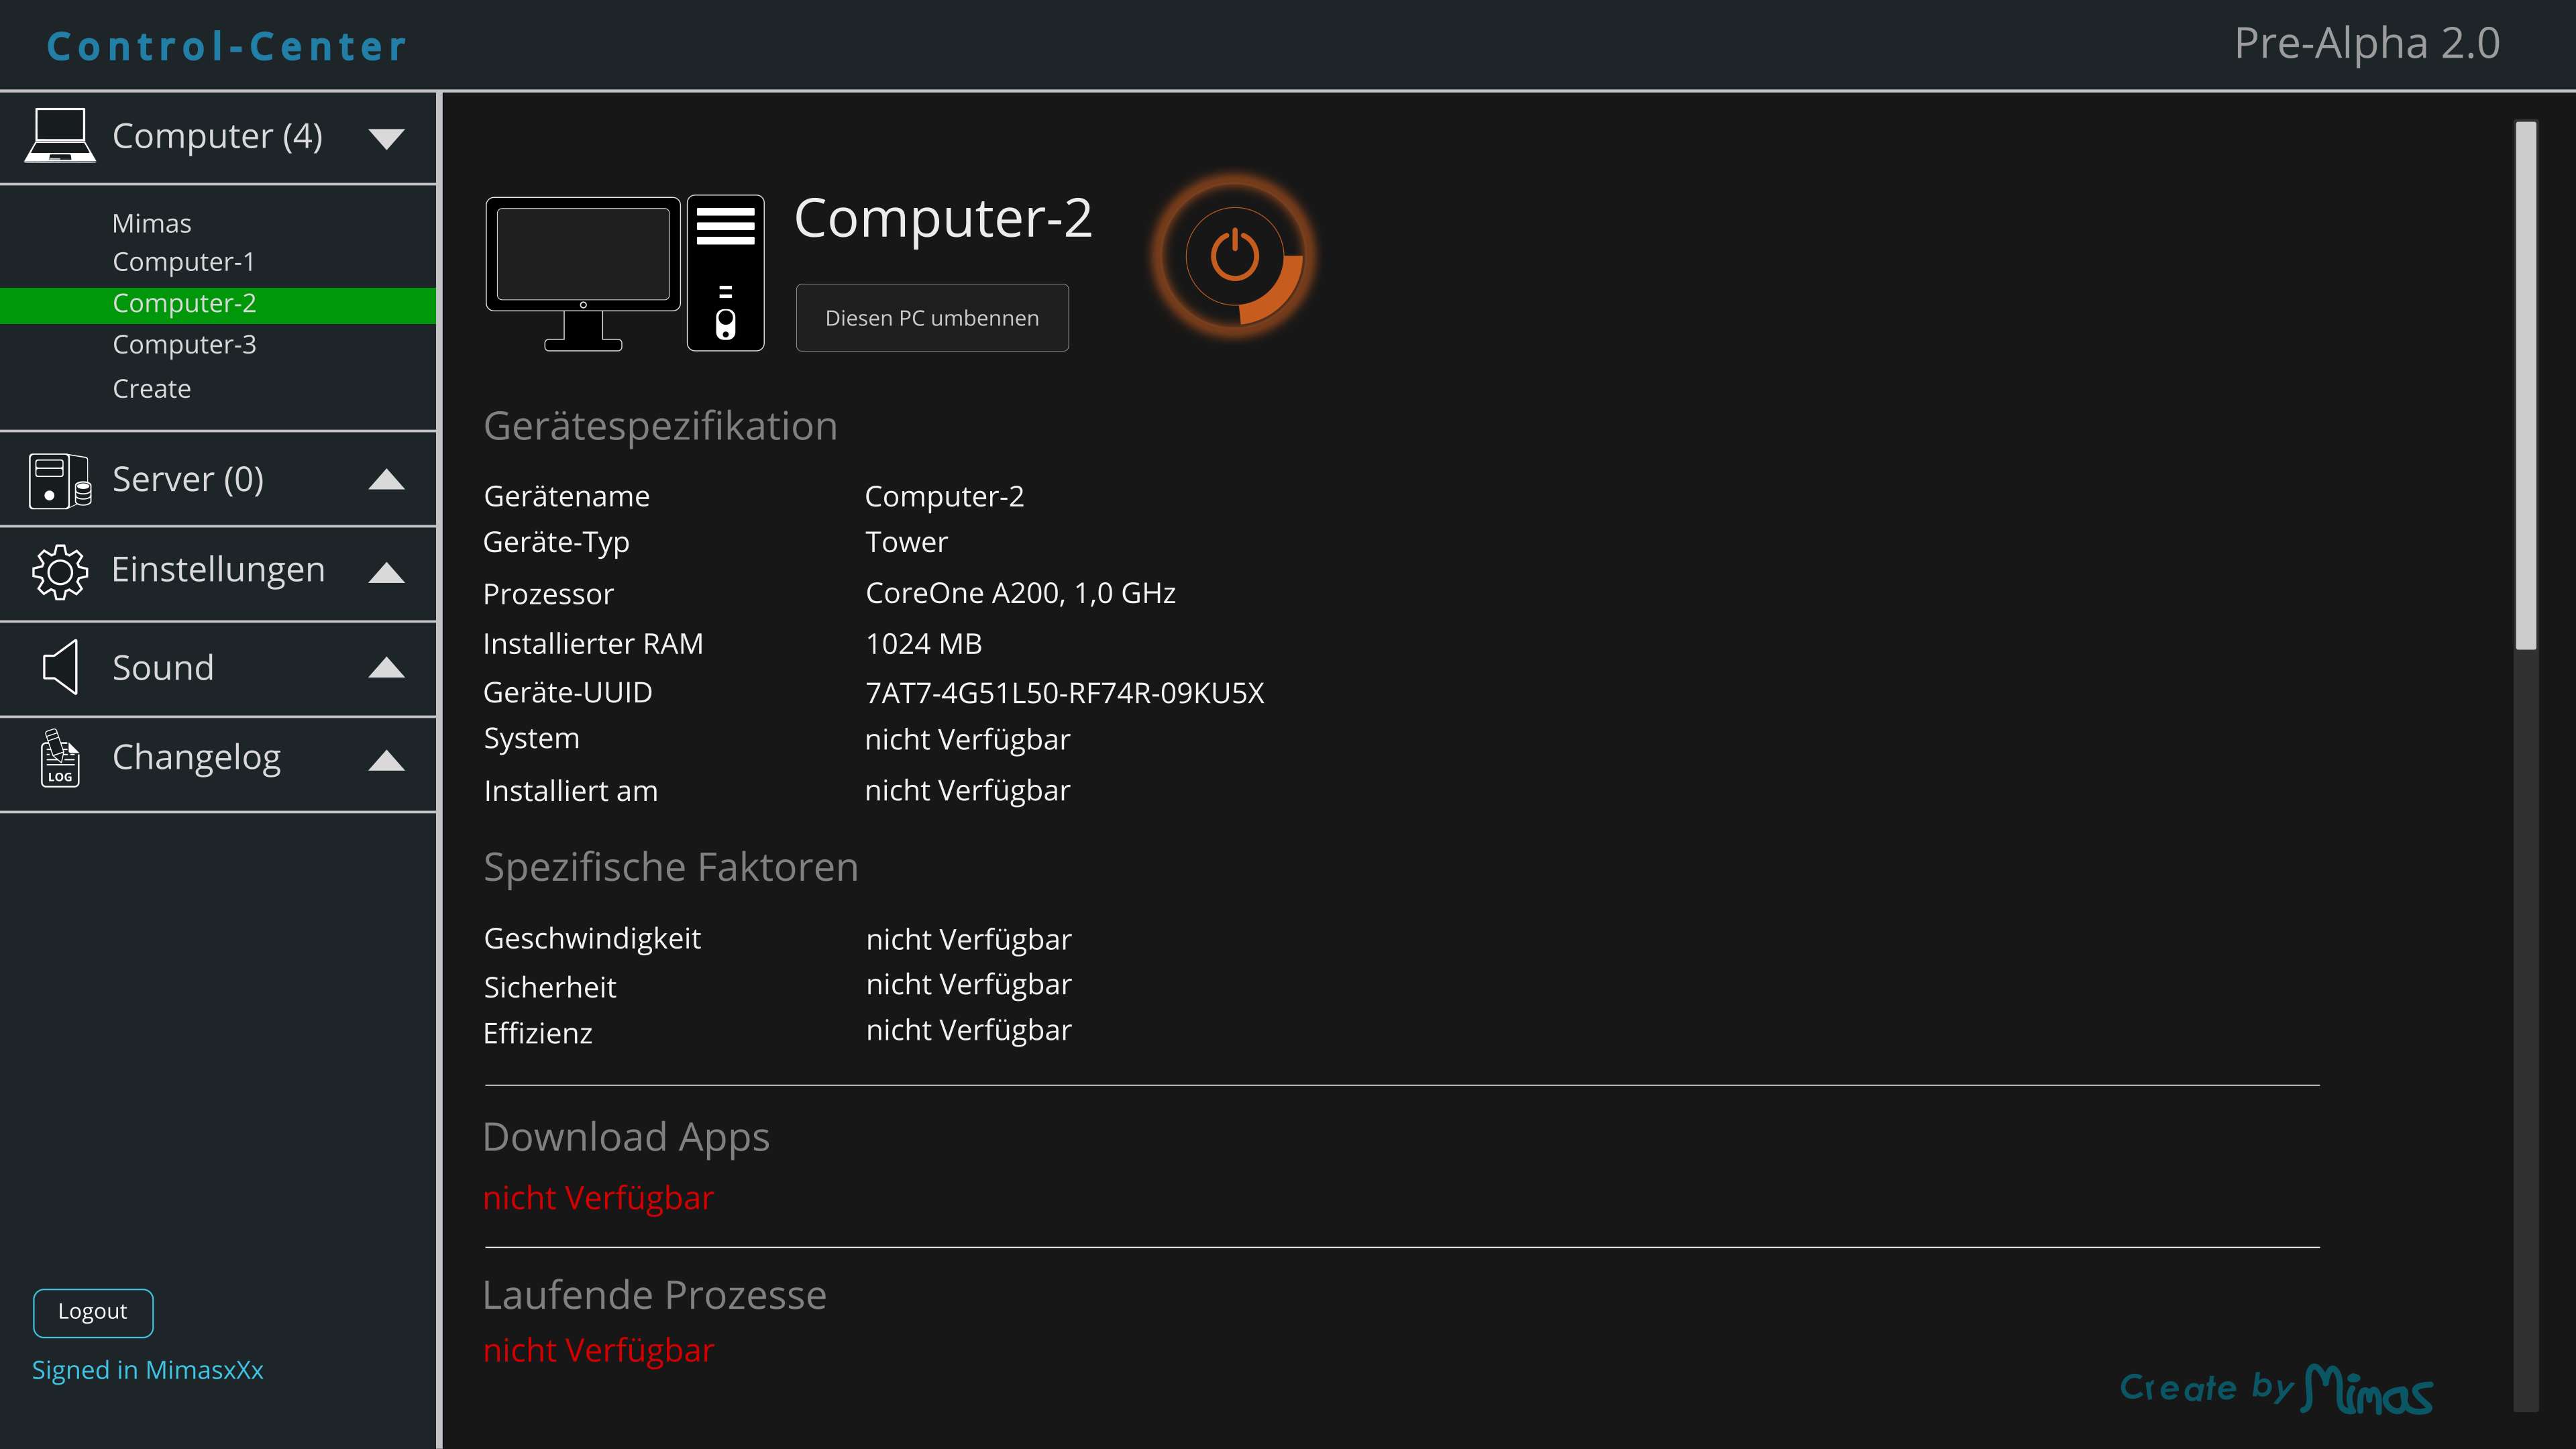 Control-Center
Pre-Alpha 2.0
Computer (4)
Mimas
Computer-1
Computer-2
Computer-3
Create
Server (0)
Einstellungen
Sound
LOG
Changelog
Logout
Signed in MimasxXx
Computer-2
Diesen PC umbennen
Gerätespezifikation
Gerätename Computer-2
Geräte-Typ Tower
Prozessor CoreOne A200, 1,0 GHz
Installierter RAM 1024 MB
Geräte-UUID 7AT7-4G51L50-RF74R-09KU5X
System nicht Verfügbar
Installiert am nicht Verfügbar
Spezifische Faktoren
Geschwindigkeit nicht Verfügbar
Sicherheit nicht Verfügbar
Effizienz nicht Verfügbar
Download Apps
nicht Verfügbar
Laufende Prozesse
nicht Verfügbar
Create by Mimas